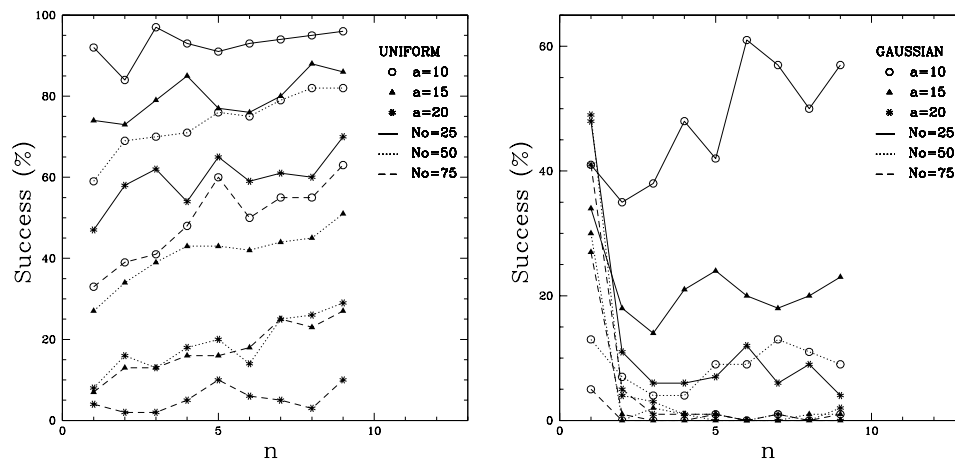 100
80
60
40
20
0
Success (%)
0
5
10
n
UNIFORM
a=10
a=15
a=20
No=25
No=50
No=75
60
40
20
0
Success (%)
0
5
10
n
GAUSSIAN
a=10
a=15
a=20
No=25
No=50
No=75